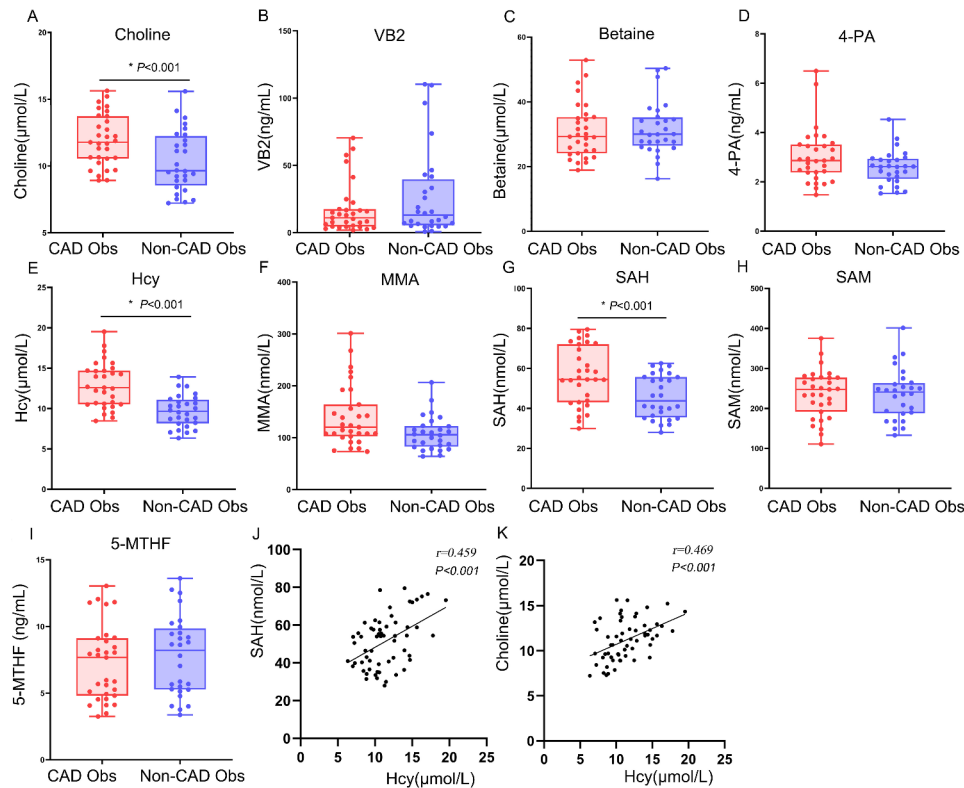 A
Choline
Choline(μmol/L)
20
15
10
5
* P<0.001
CAD Obs Non-CAD Obs
B
VB2
VB2(ng/mL)
150
100
50
0
CAD Obs Non-CAD Obs
C
Betaine
Betaine(μmol/L)
60
40
20
0
CAD Obs Non-CAD Obs
D
4-PA
4-PA(ng/mL)
8
6
4
2
0
CAD Obs Non-CAD Obs
E
Hcy
Hcy(μmol/L)
25
20
15
10
5
0
* P<0.001
CAD Obs Non-CAD Obs
F
MMA
MMA(nmol/L)
400
300
200
100
0
CAD Obs Non-CAD Obs
G
SAH
SAH(nmol/L)
100
80
60
40
20
0
* P<0.001
CAD Obs Non-CAD Obs
H
SAM
SAM(nmol/L)
500
400
300
200
100
0
CAD Obs Non-CAD Obs
I
5-MTHF
5-MTHF (ng/mL)
15
10
5
0
CAD Obs Non-CAD Obs
J
SAH(nmol/L)
100
80
60
40
20
0
r=0.459
P<0.001
0 5 10 15 20 25
Hcy(μmol/L)
K
Choline(μmol/L)
20
15
10
5
0
r=0.469
P<0.001
0 5 10 15 20 25
Hcy(μmol/L)